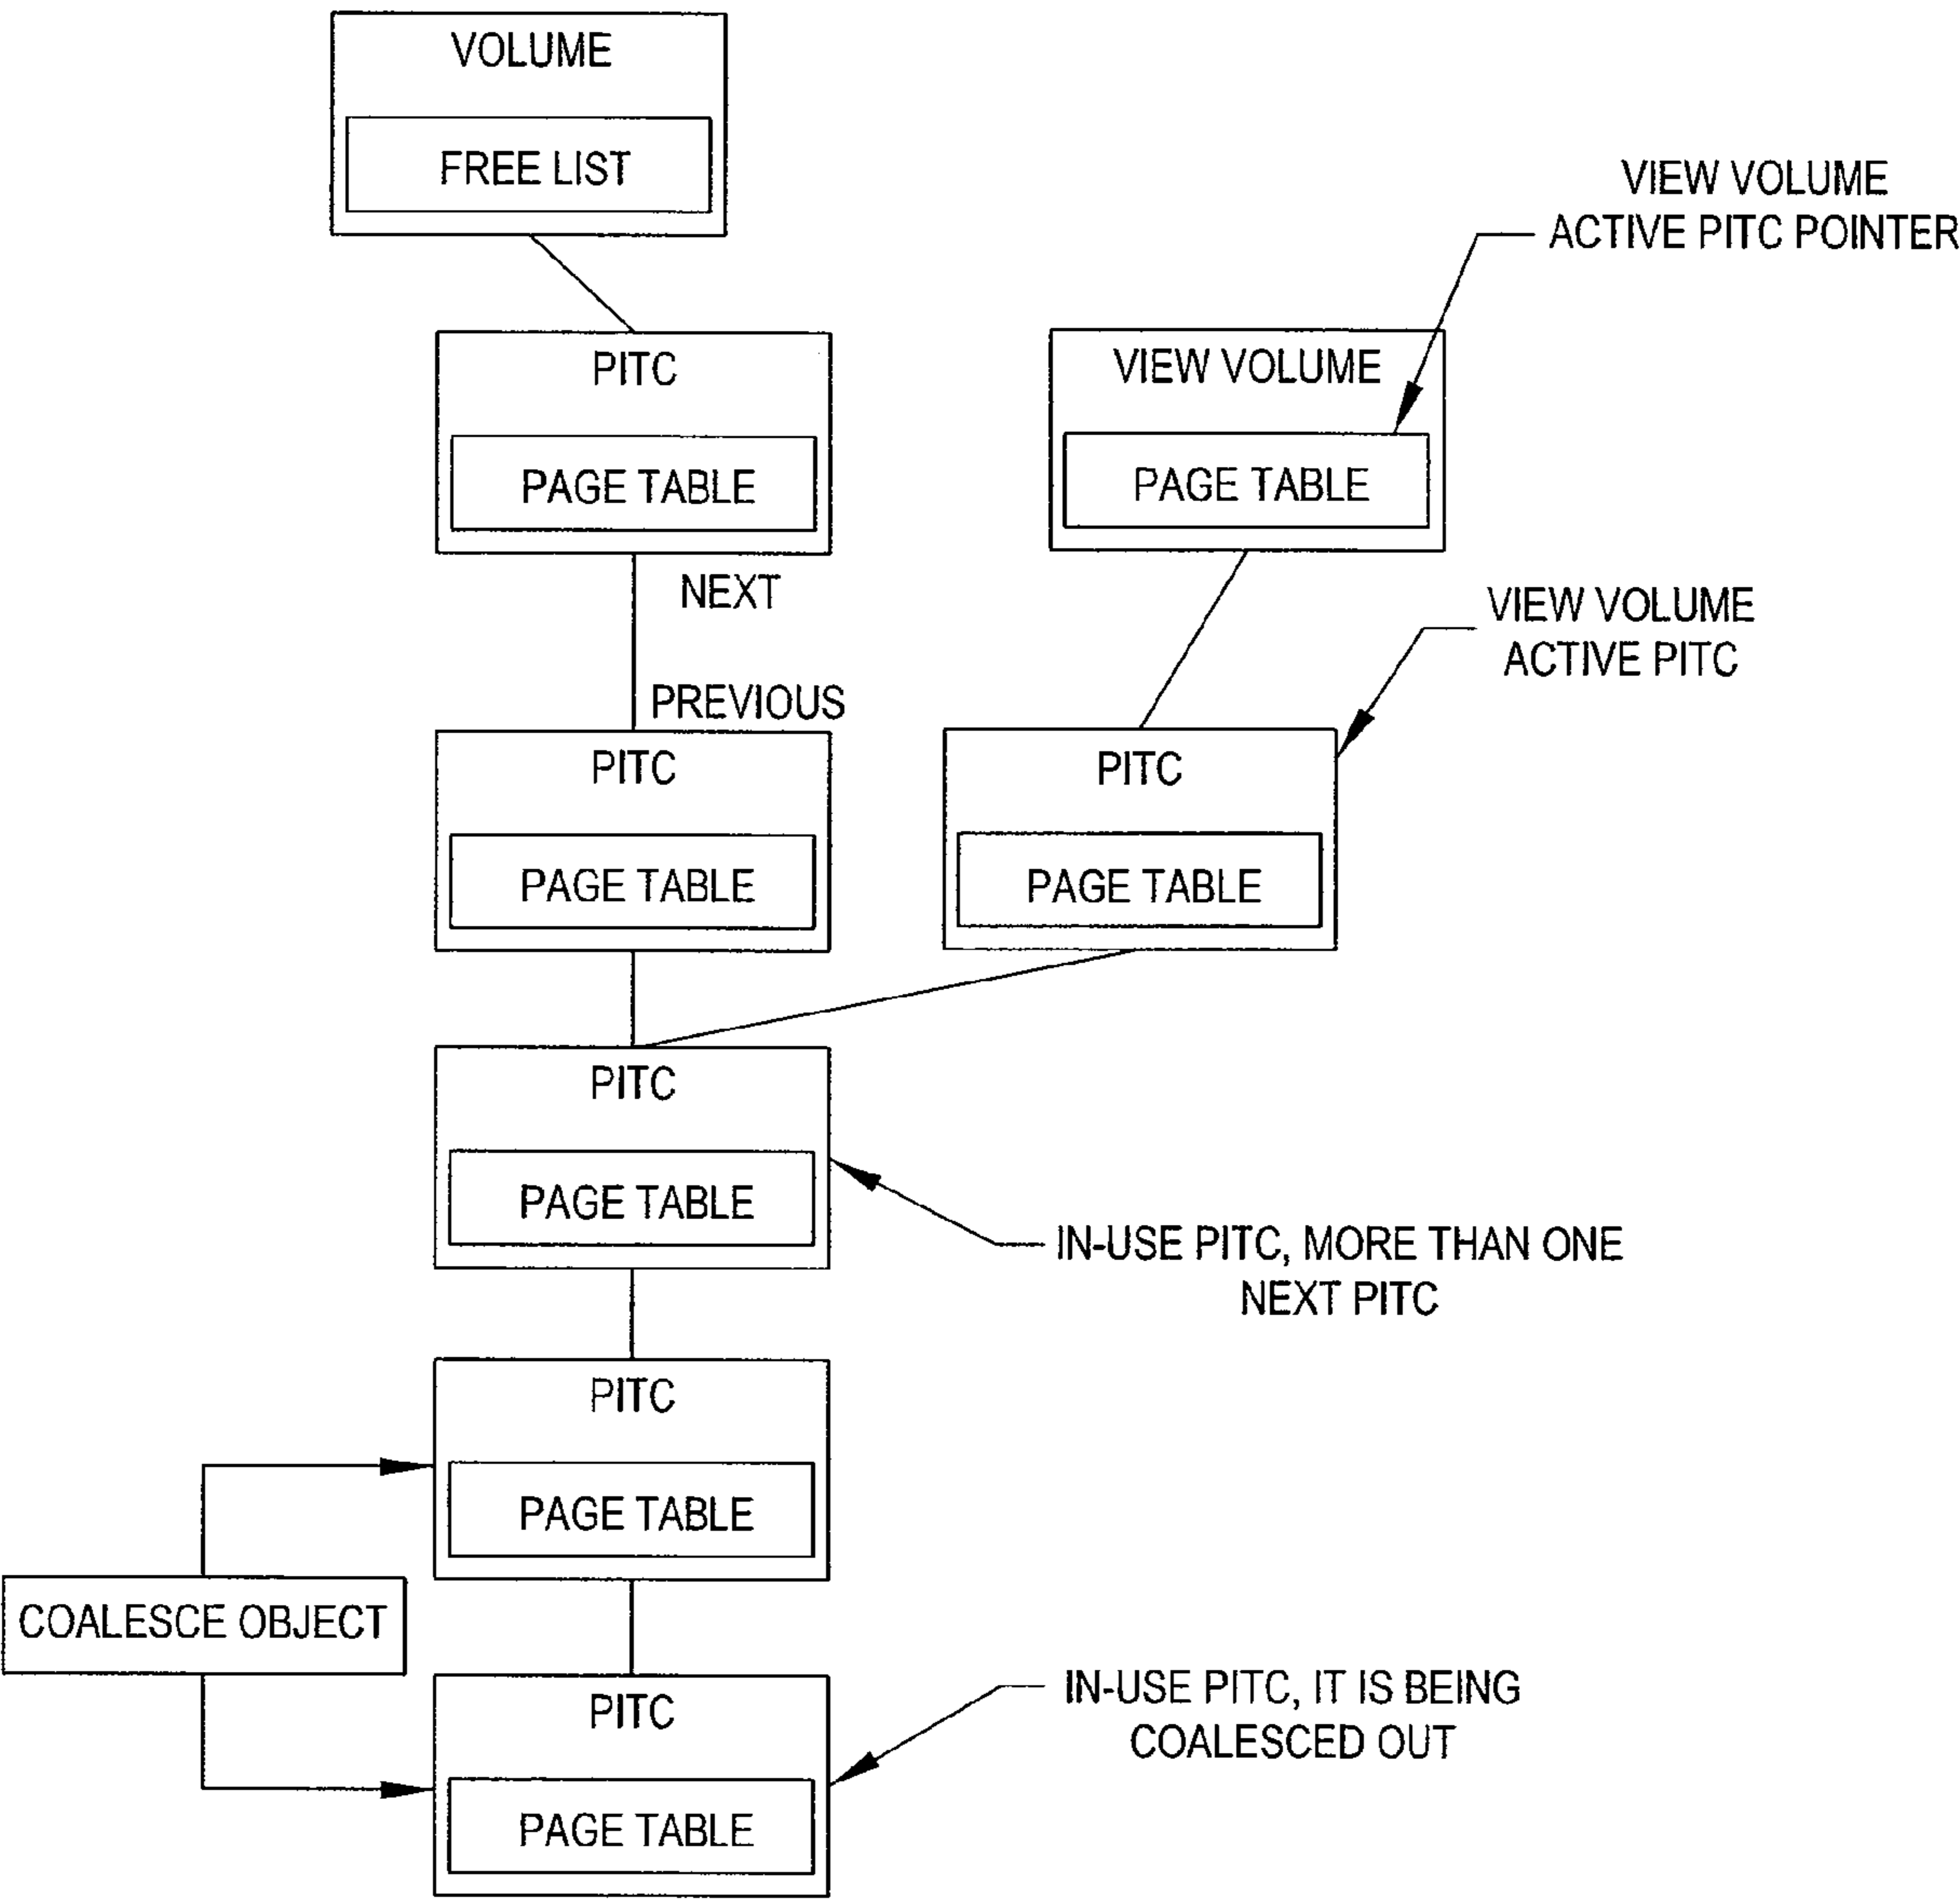 VOLUME
FREE LIST
VIEW VOLUME
ACTIVE PITC POINTER
PITC
PAGE TABLE
VIEW VOLUME
PAGE TABLE
NEXT
PREVIOUS
VIEW VOLUME
ACTIVE PITC
PITC
PAGE TABLE
PITC
PAGE TABLE
PITC
PAGE TABLE
IN-USE PITC, MORE THAN ONE
NEXT PITC
PITC
PAGE TABLE
COALESCE OBJECT
PITC
PAGE TABLE
IN-USE PITC, IT IS BEING
COALESCED OUT